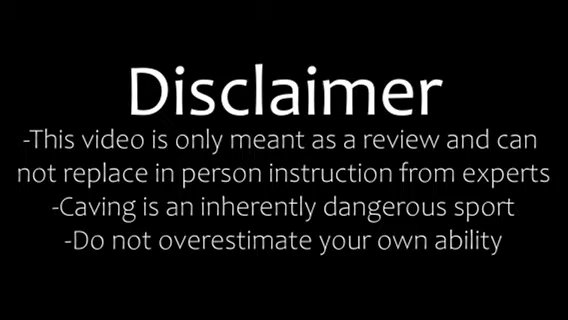 Disclaimer
-This video is only meant as a review and can
not replace in person instruction from experts
-Caving is an inherently dangerous sport
-Do not overestimate your own ability